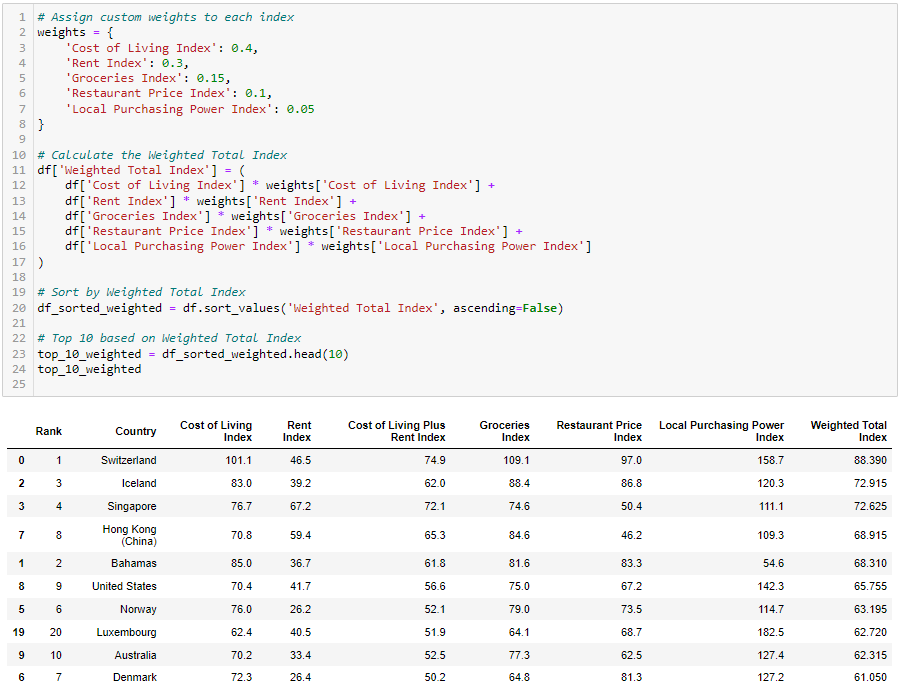 1 # Assign custom weights to each index
2 weights = {
3     'Cost of Living Index': 0.4,
4     'Rent Index': 0.3,
5     'Groceries Index': 0.15,
6     'Restaurant Price Index': 0.1,
7     'Local Purchasing Power Index': 0.05
8 }
9
10 # Calculate the Weighted Total Index
11 df['Weighted Total Index'] = (
12     df['Cost of Living Index'] * weights['Cost of Living Index'] +
13     df['Rent Index'] * weights['Rent Index'] +
14     df['Groceries Index'] * weights['Groceries Index'] +
15     df['Restaurant Price Index'] * weights['Restaurant Price Index'] +
16     df['Local Purchasing Power Index'] * weights['Local Purchasing Power Index']
17 )
18
19 # Sort by Weighted Total Index
20 df_sorted_weighted = df.sort_values('Weighted Total Index', ascending=False)
21
22 # Top 10 based on Weighted Total Index
23 top_10_weighted = df_sorted_weighted.head(10)
24 top_10_weighted
25
Rank Country Cost of Living Index Rent Index Cost of Living Plus Rent Index Groceries Index Restaurant Price Index Local Purchasing Power Index Weighted Total Index
0 1 Switzerland 101.1 46.5 74.9 109.1 97.0 158.7 88.390
2 3 Iceland 83.0 39.2 62.0 88.4 86.8 120.3 72.915
3 4 Singapore 76.7 67.2 72.1 74.6 50.4 111.1 72.625
7 8 Hong Kong (China) 70.8 59.4 65.3 84.6 46.2 109.3 68.915
1 2 Bahamas 85.0 36.7 61.8 81.6 83.3 54.6 68.310
8 9 United States 70.4 41.7 56.6 75.0 67.2 142.3 65.755
5 6 Norway 76.0 26.2 52.1 79.0 73.5 114.7 63.195
19 20 Luxembourg 62.4 40.5 51.9 64.1 68.7 182.5 62.720
9 10 Australia 70.2 33.4 52.5 77.3 62.5 127.4 62.315
6 7 Denmark 72.3 26.4 50.2 64.8 81.3 127.2 61.050